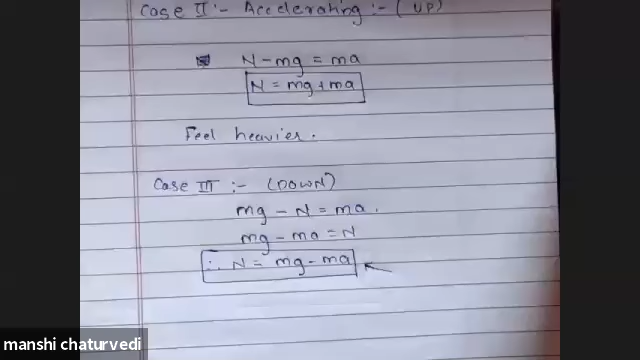 Case II :- Accelerating :- (UP)
N - mg = ma
N = mg + ma
Feel heavier.
Case III :- (DOWN)
mg - N = ma.
mg - ma = N
∴ N = mg - ma
manshi chaturvedi